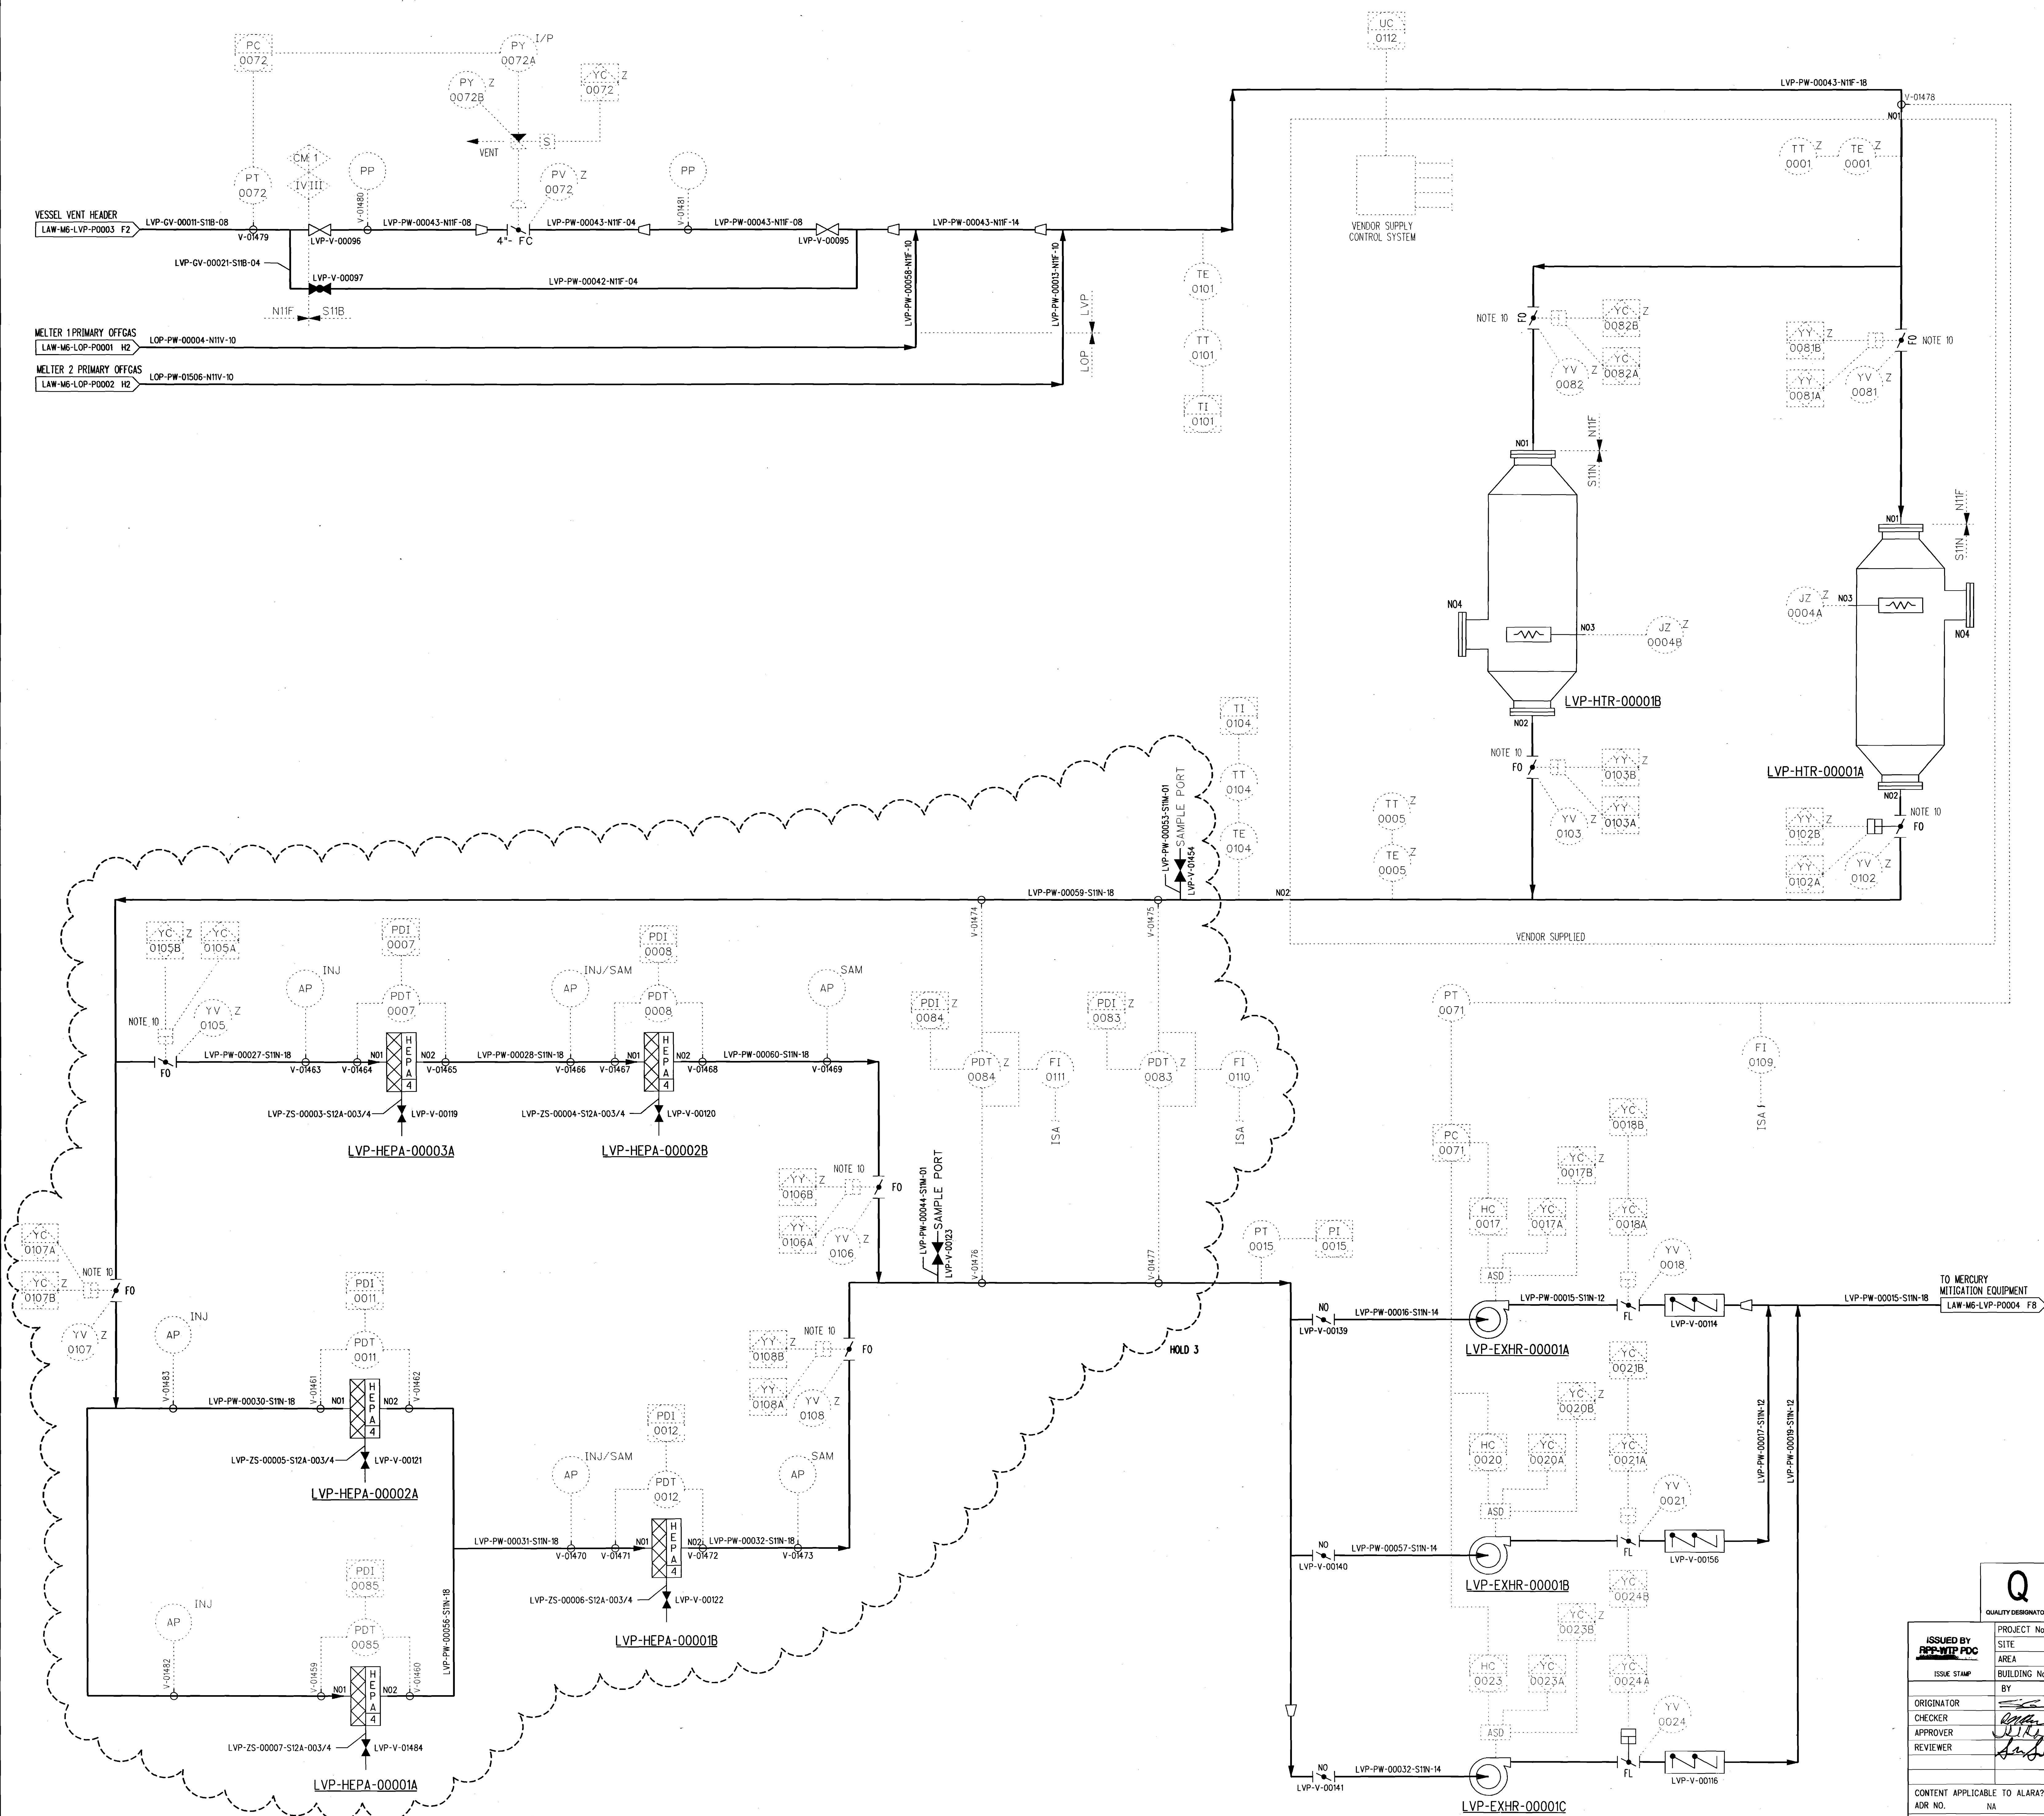 UC
0112
PC
0072
PY
0072A
I/P
PY
0072B
Z
YC
0072
Z
VENT
S
CM 1
IV III
PT
0072
PP
V-01480
PV
0072
Z
PP
V-01481
VESSEL VENT HEADER
LAW-M6-LVP-P0003 F2
LVP-GV-00011-S11B-08
V-01479
LVP-V-00096
LVP-PW-00043-N11F-08
4"- FC
LVP-PW-00043-N11F-04
LVP-PW-00043-N11F-08
LVP-V-00095
LVP-PW-00043-N11F-14
LVP-GV-00021-S11B-04
LVP-V-00097
LVP-PW-00042-N11F-04
N11F
S11B
LVP-PW-00058-N11F-10
LVP-PW-00013-N11F-10
LVP
LOP
MELTER 1 PRIMARY OFFGAS
LAW-M6-LOP-P0001 H2
LOP-PW-00004-N11V-10
MELTER 2 PRIMARY OFFGAS
LAW-M6-LOP-P0002 H2
LOP-PW-01506-N11V-10
TE
0101
TT
0101
TI
0101
LVP-PW-00043-N11F-18
V-01478
N01
TT
0001
Z
TE
0001
Z
VENDOR SUPPLY
CONTROL SYSTEM
NOTE 10
FO
YC
0082B
Z
YC
0082A
YV
0082
Z
YY
0081B
Z
YY
0081A
YV
0081
Z
FO
NOTE 10
N01
N11F
S11N
N04
N03
JZ
0004B
Z
LVP-HTR-00001B
N02
N01
N11F
S11N
JZ
0004A
Z
N03
N04
LVP-HTR-00001A
N02
NOTE 10
FO
YY
0103B
Z
YY
0103A
YV
0103
Z
YY
0102B
Z
YY
0102A
YV
0102
Z
NOTE 10
FO
TI
0104
TT
0104
TE
0104
TT
0005
Z
TE
0005
Z
N02
VENDOR SUPPLIED
LVP-PW-00053-S11M-01
SAMPLE PORT
LVP-V-01454
LVP-PW-00059-S11N-18
V-01474
V-01475
YC
0105B
Z
YC
0105A
YV
0105
Z
NOTE 10
FO
LVP-PW-00027-S11N-18
AP
INJ
V-01463
V-01464
PDI
0007
PDT
0007
N01
HEPA
4
N02
V-01465
LVP-PW-00028-S11N-18
AP
INJ/SAM
V-01466
V-01467
PDI
0008
PDT
0008
N01
HEPA
4
N02
V-01468
LVP-PW-00060-S11N-18
AP
SAM
V-01469
LVP-ZS-00003-S12A-003/4
LVP-V-00119
LVP-HEPA-00003A
LVP-ZS-00004-S12A-003/4
LVP-V-00120
LVP-HEPA-00002B
PDI
0084
Z
PDT
0084
Z
FI
0111
ISA
PDI
0083
Z
PDT
0083
Z
FI
0110
ISA
V-01476
V-01477
YY
0106B
Z
YY
0106A
YV
0106
Z
NOTE 10
FO
LVP-PW-00044-S11M-01
SAMPLE PORT
LVP-V-00123
YC
0107A
YC
0107B
Z
NOTE 10
FO
YV
0107
Z
AP
INJ
V-01483
LVP-PW-00030-S11N-18
V-01461
PDI
0011
PDT
0011
N01
HEPA
4
N02
V-01462
LVP-ZS-00005-S12A-003/4
LVP-V-00121
LVP-HEPA-00002A
AP
INJ
V-01482
V-01459
PDI
0085
PDT
0085
N01
HEPA
4
N02
V-01460
LVP-PW-00056-S11N-18
LVP-ZS-00007-S12A-003/4
LVP-V-01484
LVP-HEPA-00001A
LVP-PW-00031-S11N-18
AP
INJ/SAM
V-01470
V-01471
PDI
0012
PDT
0012
N01
HEPA
4
N02
V-01472
LVP-PW-00032-S11N-18
AP
SAM
V-01473
LVP-ZS-00006-S12A-003/4
LVP-V-00122
LVP-HEPA-00001B
YY
0108B
Z
YY
0108A
YV
0108
Z
NOTE 10
FO
HOLD 3
PT
0015
PI
0015
PT
0071
PC
0071
FI
0109
ISA
HC
0017
YC
0017A
YC
0017B
Z
ASD
YC
0018B
YC
0018A
YV
0018
NO
LVP-V-00139
LVP-PW-00016-S11N-14
LVP-EXHR-00001A
LVP-PW-00015-S11N-12
FL
LVP-V-00114
LVP-PW-00015-S11N-18
TO MERCURY
MITIGATION EQUIPMENT
LAW-M6-LVP-P0004 F8
HC
0020
YC
0020A
YC
0020B
Z
ASD
YC
0021B
YC
0021A
YV
0021
NO
LVP-V-00140
LVP-PW-00057-S11N-14
LVP-EXHR-00001B
FL
LVP-V-00156
LVP-PW-00017-S11N-12
LVP-PW-00019-S11N-12
HC
0023
YC
0023A
YC
0023B
Z
ASD
YC
0024B
YC
0024A
YV
0024
NO
LVP-V-00141
LVP-PW-00032-S11N-14
LVP-EXHR-00001C
FL
LVP-V-00116
Q
QUALITY DESIGNATO
ISSUED BY
RPP-WTP PDC
ISSUE STAMP
PROJECT No
SITE
AREA
BUILDING No
BY
ORIGINATOR
CHECKER
APPROVER
REVIEWER
CONTENT APPLICABLE TO ALARA?
ADR NO. NA